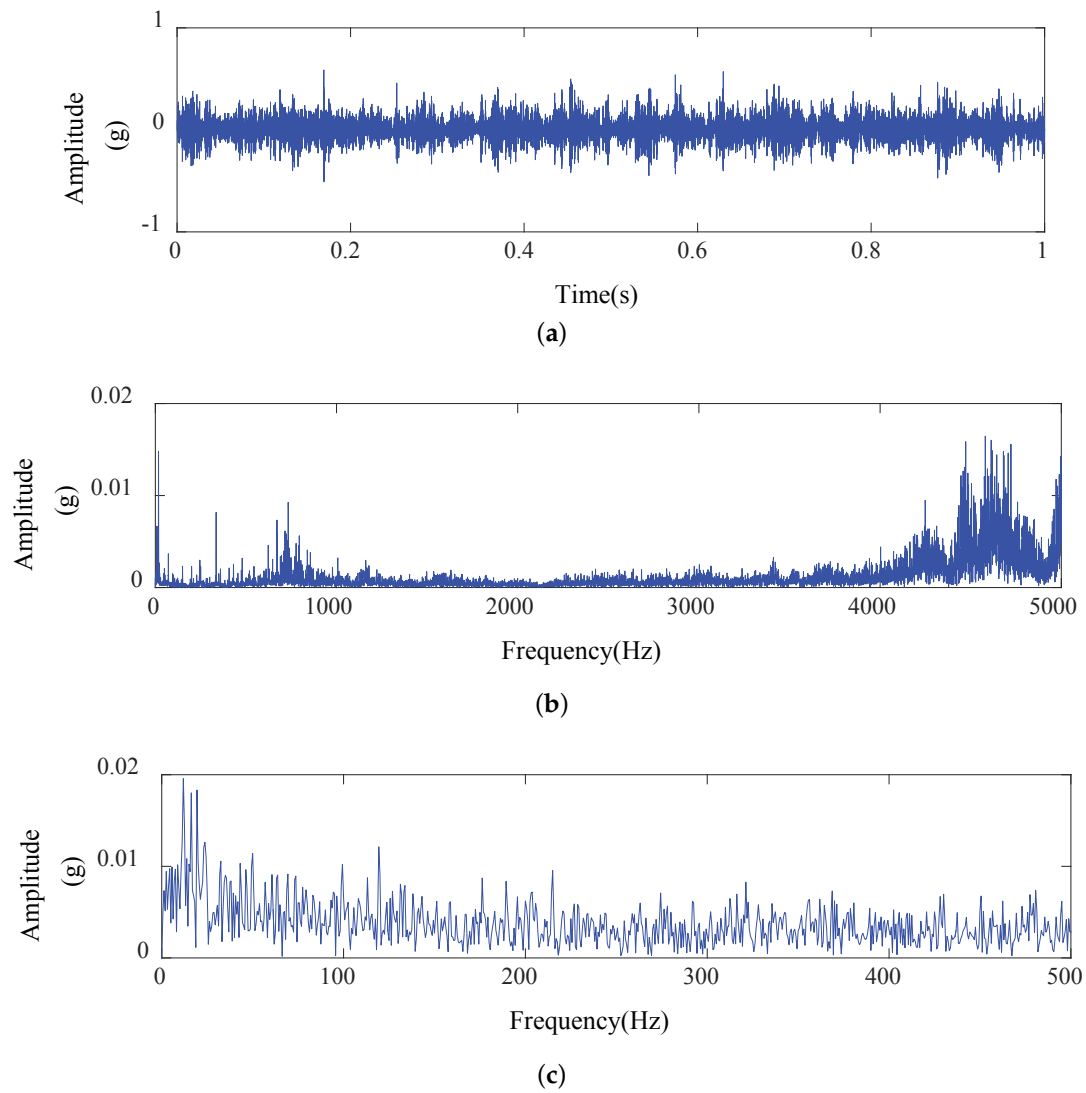 1
0
-1
Amplitude
(g)
0 0.2 0.4 0.6 0.8 1
Time(s)
(a)
0.02
0.01
0
Amplitude
(g)
0 1000 2000 3000 4000 5000
Frequency(Hz)
(b)
0.02
0.01
0
Amplitude
(g)
0 100 200 300 400 500
Frequency(Hz)
(c)